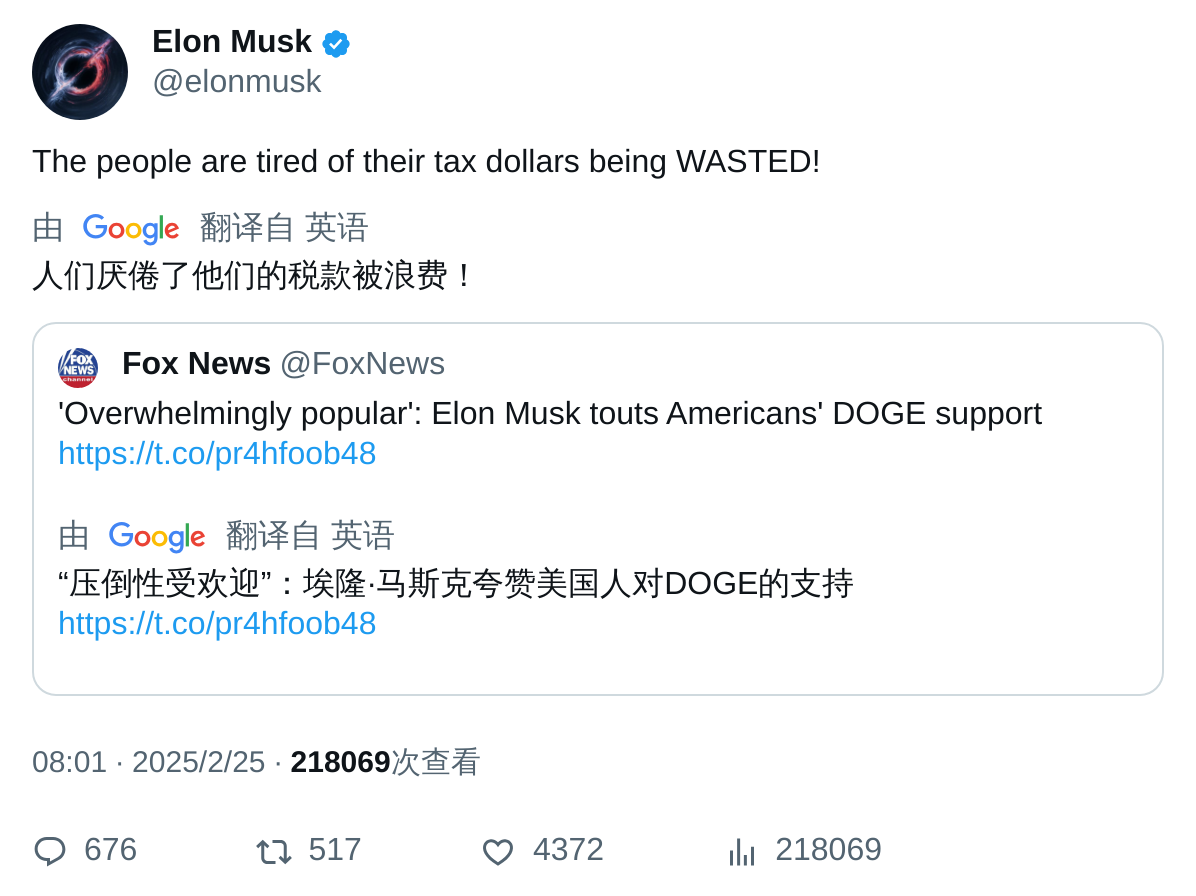 Elon Musk
@elonmusk
The people are tired of their tax dollars being WASTED!
由 Google 翻译自 英语
人们厌倦了他们的税款被浪费！
FOX NEWS channel
Fox News @FoxNews
'Overwhelmingly popular': Elon Musk touts Americans' DOGE support
https://t.co/pr4hfoob48
由 Google 翻译自 英语
“压倒性受欢迎”：埃隆·马斯克夸赞美国人对DOGE的支持
https://t.co/pr4hfoob48
08:01 · 2025/2/25 · 218069次查看
676 517 4372 218069